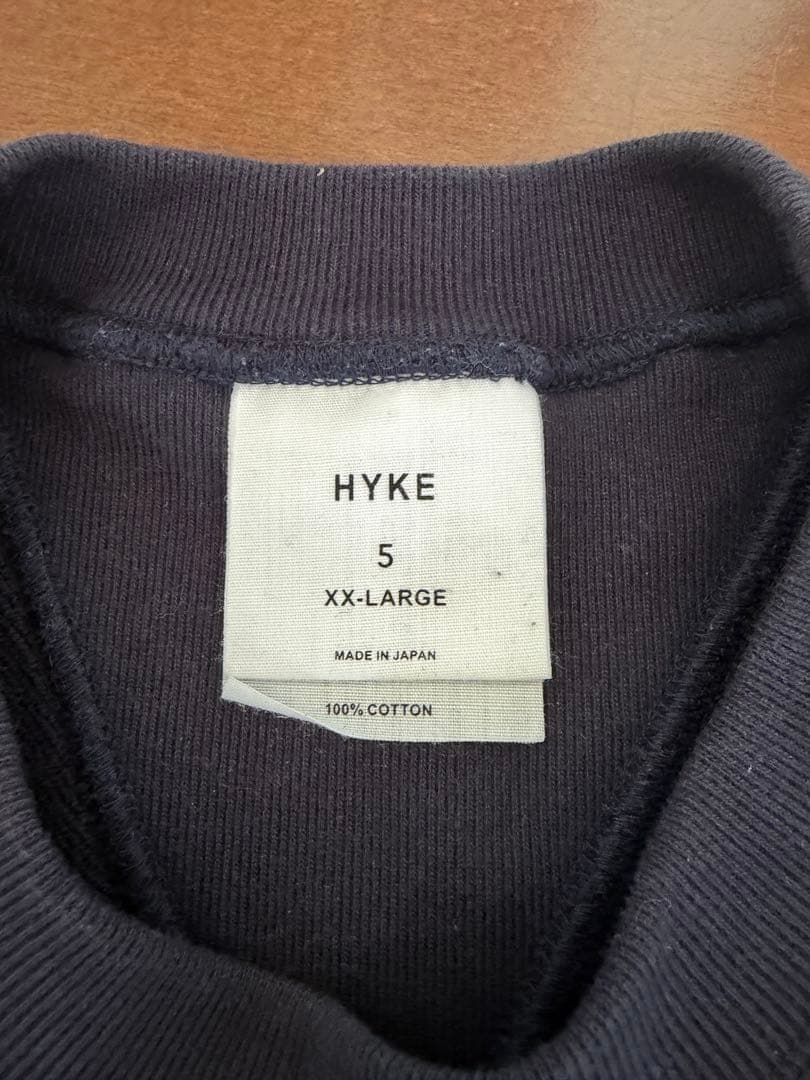 HYKE
5
XX-LARGE
MADE IN JAPAN
100% COTTON